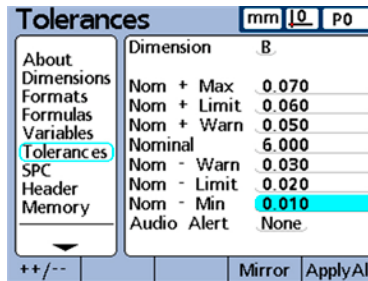 Tolerances mm 0 P0
About
Dimensions
Formats
Formulas
Variables
Tolerances
SPC
Header
Memory
Dimension B
Nom + Max 0.070
Nom + Limit 0.060
Nom + Warn 0.050
Nominal 6.000
Nom - Warn 0.030
Nom - Limit 0.020
Nom - Min 0.010
Audio Alert None
++/-- Mirror ApplyAl